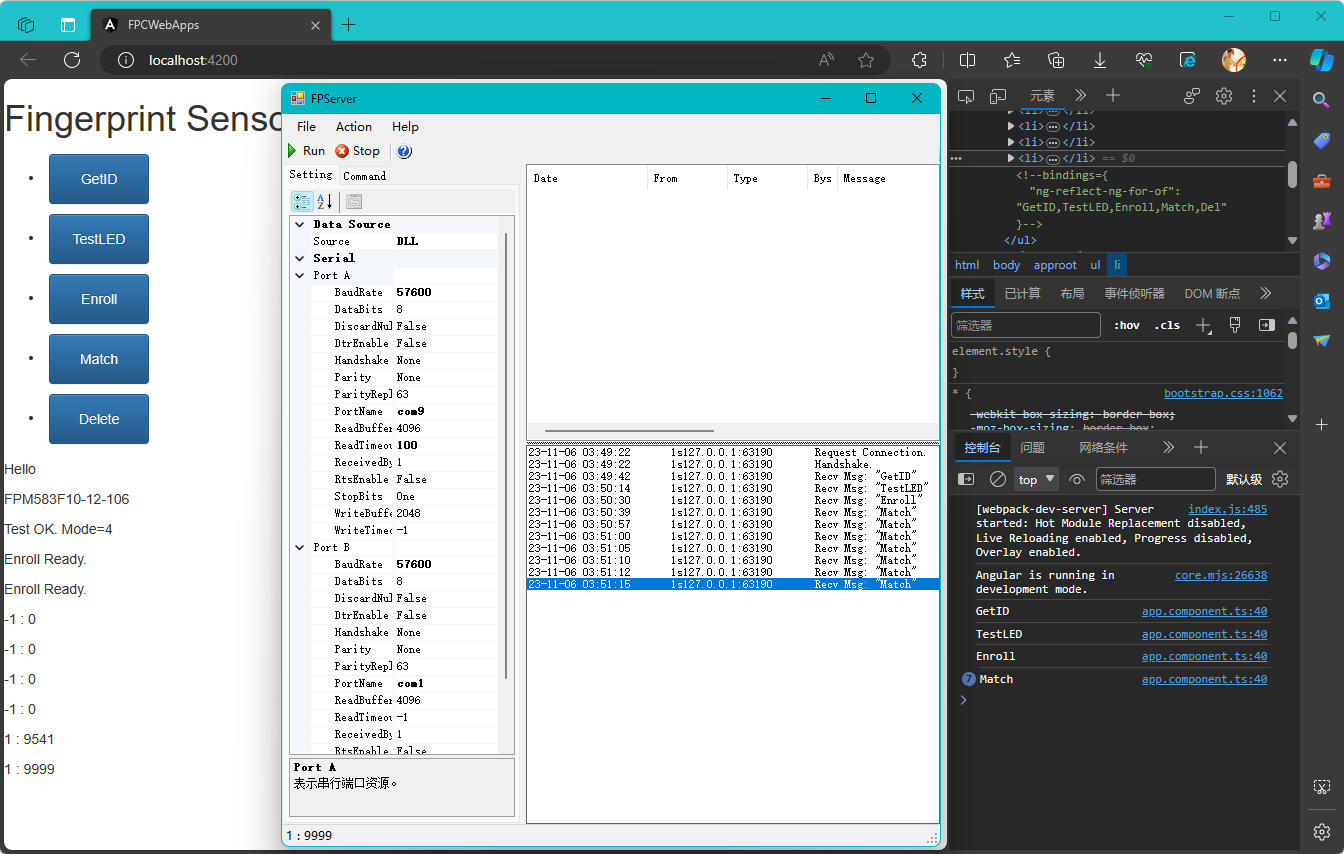 FPCWebApps
localhost:4200
Fingerprint Senso
GetID
TestLED
Enroll
Match
Delete
Hello
FPM583F10-12-106
Test OK. Mode=4
Enroll Ready.
Enroll Ready.
-1 : 0
-1 : 0
-1 : 0
-1 : 0
1 : 9541
1 : 9999
FPServer
File Action Help
Run Stop
Setting Command
Data Source
Source DLL
Serial
Port A
BaudRate 57600
DataBits 8
DiscardNul False
DtrEnable False
Handshake None
Parity None
ParityRepl 63
PortName com9
ReadBuffer 4096
ReadTimeou 100
ReceivedBy 1
RtsEnable False
StopBits One
WriteBuffe 2048
WriteTimeo -1
Port B
BaudRate 57600
DataBits 8
DiscardNul False
DtrEnable False
Handshake None
Parity None
ParityRepl 63
PortName com1
ReadBuffer 4096
ReadTimeou -1
ReceivedBy 1
RtsEnable False
Port A
表示串行端口资源。
1 : 9999
Date From Type Bys Message
23-11-06 03:49:22 1s127.0.0.1:63190 Request Connection.
23-11-06 03:49:22 1s127.0.0.1:63190 Handshake.
23-11-06 03:49:42 1s127.0.0.1:63190 Recv Msg: "GetID"
23-11-06 03:50:14 1s127.0.0.1:63190 Recv Msg: "TestLED"
23-11-06 03:50:30 1s127.0.0.1:63190 Recv Msg: "Enroll"
23-11-06 03:50:39 1s127.0.0.1:63190 Recv Msg: "Match"
23-11-06 03:50:57 1s127.0.0.1:63190 Recv Msg: "Match"
23-11-06 03:51:00 1s127.0.0.1:63190 Recv Msg: "Match"
23-11-06 03:51:05 1s127.0.0.1:63190 Recv Msg: "Match"
23-11-06 03:51:10 1s127.0.0.1:63190 Recv Msg: "Match"
23-11-06 03:51:12 1s127.0.0.1:63190 Recv Msg: "Match"
23-11-06 03:51:15 1s127.0.0.1:63190 Recv Msg: "Match"
元素
<li>…</li>
<li>…</li>
<li>…</li>
<li>…</li> == $0
<!--bindings={
"ng-reflect-ng-for-of":
"GetID,TestLED,Enroll,Match,Del"
}-->
</ul>
html body approot ul li
样式 已计算 布局 事件侦听器 DOM 断点
筛选器 :hov .cls
element.style {
}
* { bootstrap.css:1062
-webkit-box-sizing: border-box;
-moz-box-sizing: border-box;
控制台 问题 网络条件
top 筛选器 默认级
[webpack-dev-server] Server index.js:485
started: Hot Module Replacement disabled,
Live Reloading enabled, Progress disabled,
Overlay enabled.
Angular is running in core.mjs:26638
development mode.
GetID app.component.ts:40
TestLED app.component.ts:40
Enroll app.component.ts:40
7 Match app.component.ts:40